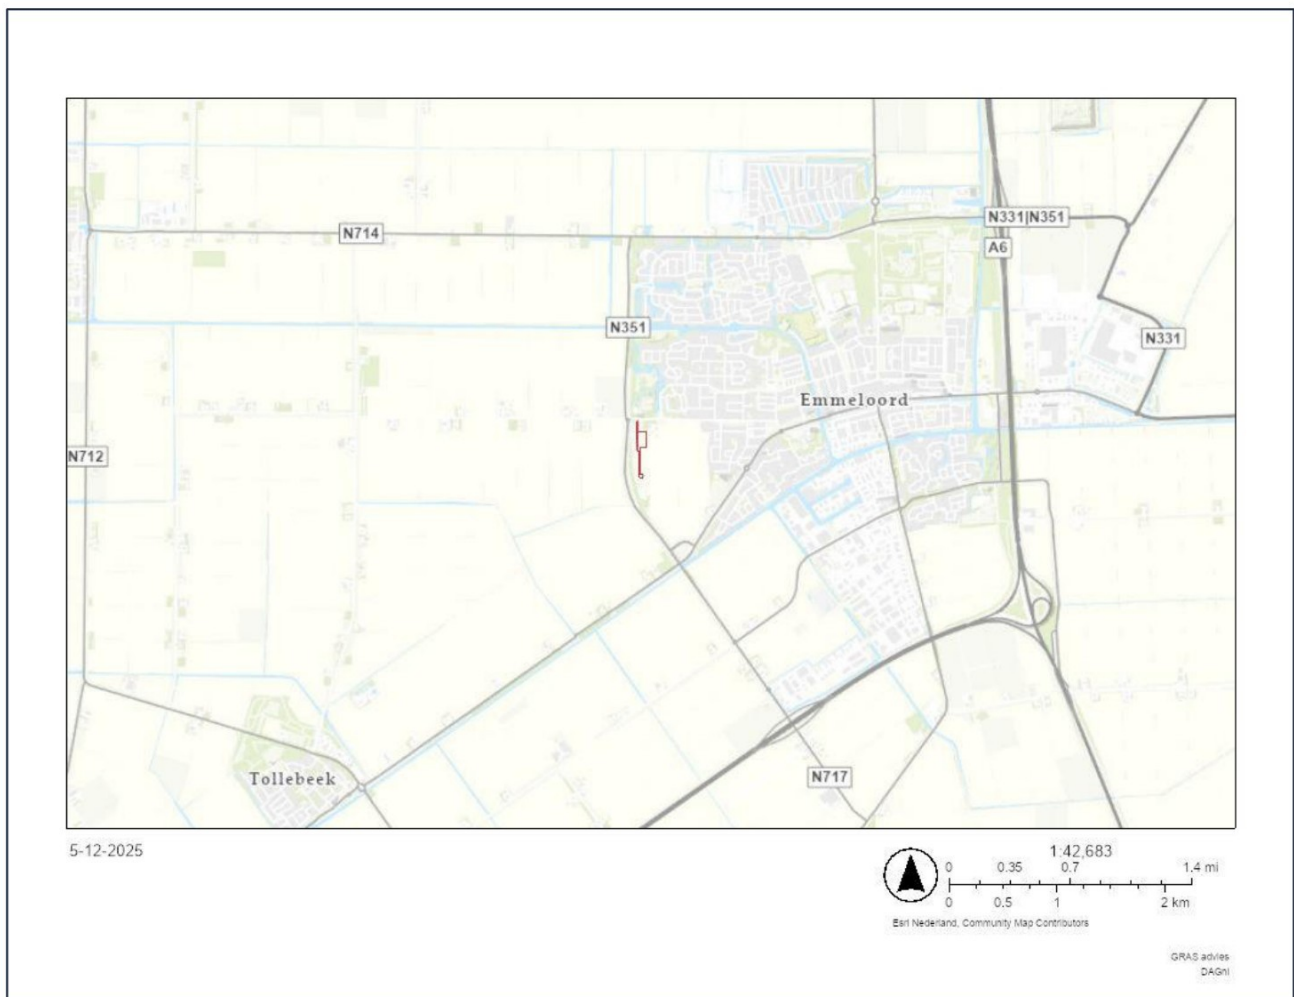 N331|N351
N714
A6
N351
N331
Emmeloord
N712
Tollebeek
N717
5-12-2025
1:42,683
0 0.35 0.7 1.4 mi
0 0.5 1 2 km
Esri Nederland, Community Map Contributors
GRAS advies
DAGnl